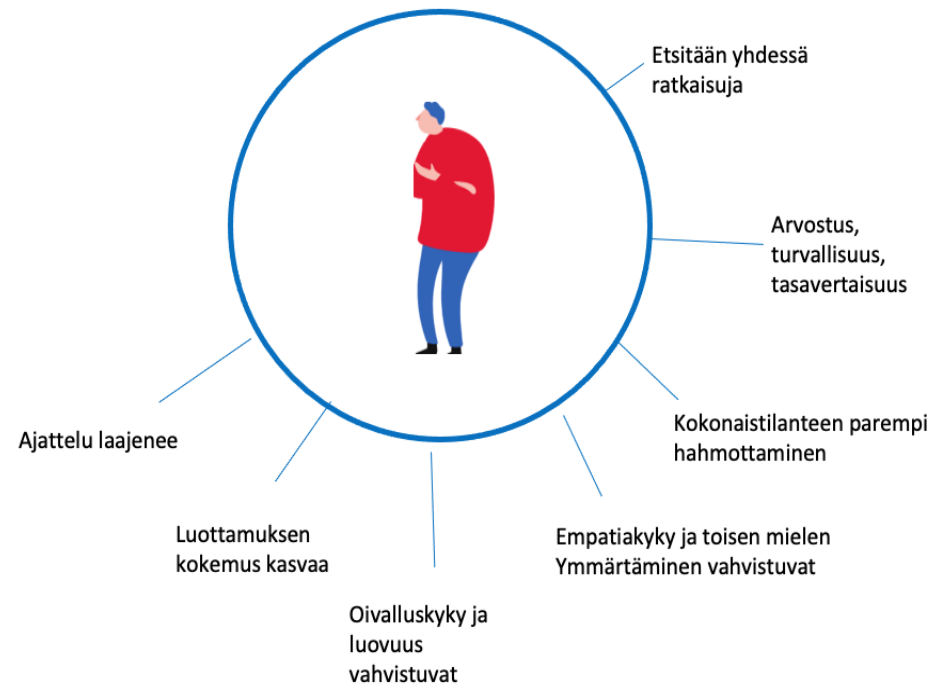 Etsitään yhdessä
ratkaisuja
Arvostus,
turvallisuus,
tasavertaisuus
Kokonaistilanteen parempi
hahmottaminen
Empatiakyky ja toisen mielen
Ymmärtäminen vahvistuvat
Oivalluskyky ja
luovuus
vahvistuvat
Luottamuksen
kokemus kasvaa
Ajattelu laajenee